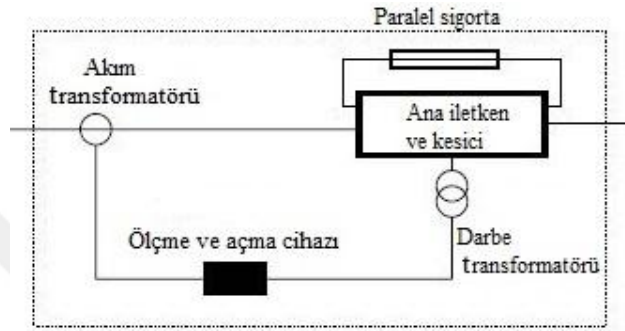 Paralel sigorta
Akım
transformatörü
Ana iletken
ve kesici
Ölçme ve açma cihazı
Darbe
transformatörü